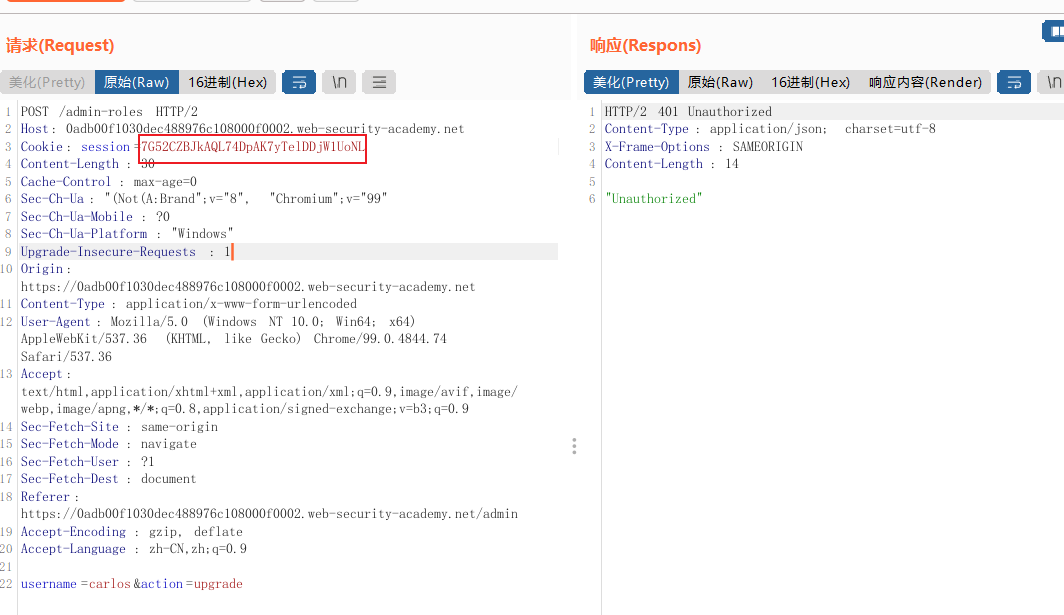 请求(Request)
美化(Pretty) 原始(Raw) 16进制(Hex) \n
1 POST /admin-roles HTTP/2
2 Host: 0adb00f1030dec488976c108000f0002.web-security-academy.net
3 Cookie: session=7G52CZBJkAQL74DpAK7yTelDDjW1UoNL
4 Content-Length : 30
5 Cache-Control : max-age=0
6 Sec-Ch-Ua : "(Not(A:Brand";v="8", "Chromium";v="99"
7 Sec-Ch-Ua-Mobile : ?0
8 Sec-Ch-Ua-Platform : "Windows"
9 Upgrade-Insecure-Requests : 1
10 Origin :
https://0adb00f1030dec488976c108000f0002.web-security-academy.net
11 Content-Type : application/x-www-form-urlencoded
12 User-Agent : Mozilla/5.0 (Windows NT 10.0; Win64; x64)
AppleWebKit/537.36 (KHTML, like Gecko) Chrome/99.0.4844.74
Safari/537.36
13 Accept :
text/html,application/xhtml+xml,application/xml;q=0.9,image/avif,image/
webp,image/apng,*/*;q=0.8,application/signed-exchange;v=b3;q=0.9
14 Sec-Fetch-Site : same-origin
15 Sec-Fetch-Mode : navigate
16 Sec-Fetch-User : ?1
17 Sec-Fetch-Dest : document
18 Referer :
https://0adb00f1030dec488976c108000f0002.web-security-academy.net/admin
19 Accept-Encoding : gzip, deflate
20 Accept-Language : zh-CN,zh;q=0.9
21
22 username =carlos &action =upgrade
响应(Respons)
美化(Pretty) 原始(Raw) 16进制(Hex) 响应内容(Render) \n
1 HTTP/2 401 Unauthorized
2 Content-Type : application/json; charset=utf-8
3 X-Frame-Options : SAMEORIGIN
4 Content-Length : 14
5
6 "Unauthorized"